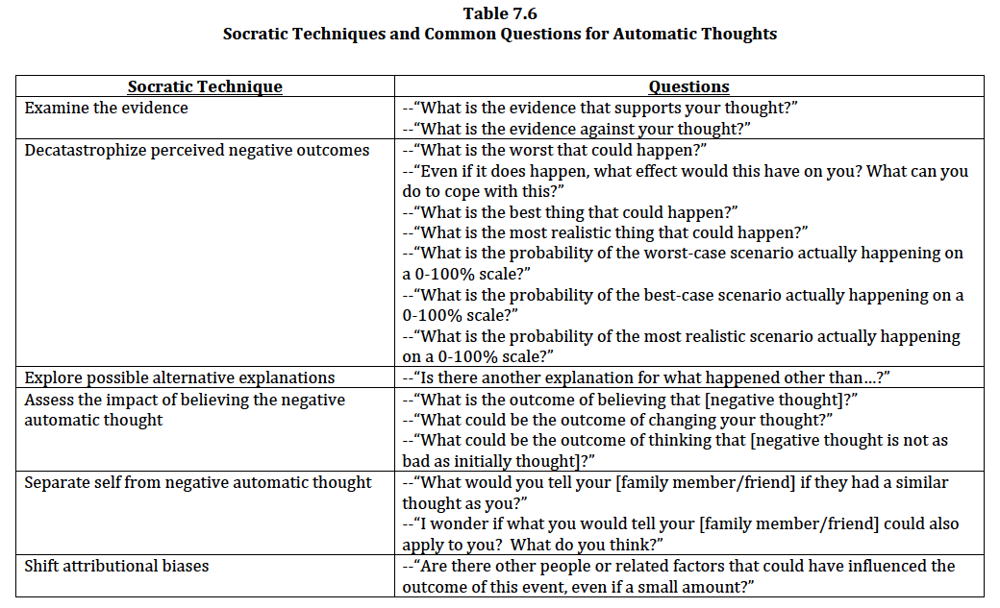 Table 7.6
Socratic Techniques and Common Questions for Automatic Thoughts
Socratic Technique
Questions
Examine the evidence
--“What is the evidence that supports your thought?”
--“What is the evidence against your thought?”
Decatastrophize perceived negative outcomes
--“What is the worst that could happen?”
--“Even if it does happen, what effect would this have on you? What can you
do to cope with this?”
--“What is the best thing that could happen?”
--“What is the most realistic thing that could happen?”
--“What is the probability of the worst-case scenario actually happening on
a 0-100% scale?”
--“What is the probability of the best-case scenario actually happening on a
0-100% scale?”
--“What is the probability of the most realistic scenario actually happening
on a 0-100% scale?”
Explore possible alternative explanations
--“Is there another explanation for what happened other than…?”
Assess the impact of believing the negative
automatic thought
--“What is the outcome of believing that [negative thought]?”
--“What could be the outcome of changing your thought?”
--“What could be the outcome of thinking that [negative thought is not as
bad as initially thought]?”
Separate self from negative automatic thought
--“What would you tell your [family member/friend] if they had a similar
thought as you?”
--“I wonder if what you would tell your [family member/friend] could also
apply to you?  What do you think?”
Shift attributional biases
--“Are there other people or related factors that could have influenced the
outcome of this event, even if a small amount?”